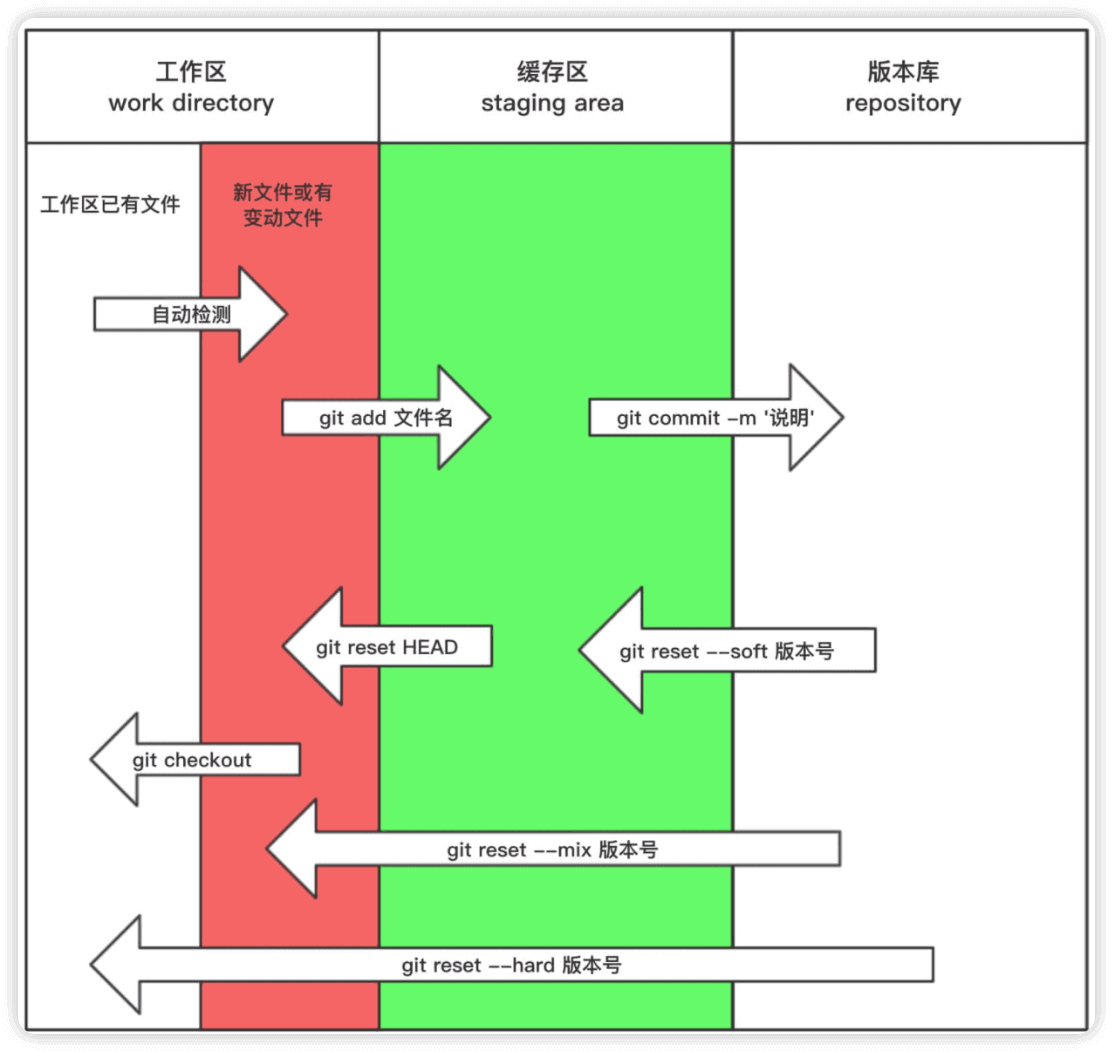 工作区
work directory
缓存区
staging area
版本库
repository
工作区已有文件
新文件或有
变动文件
自动检测
git add 文件名
git commit –m '说明'
git reset HEAD
git reset ––soft 版本号
git checkout
git reset ––mix 版本号
git reset ––hard 版本号